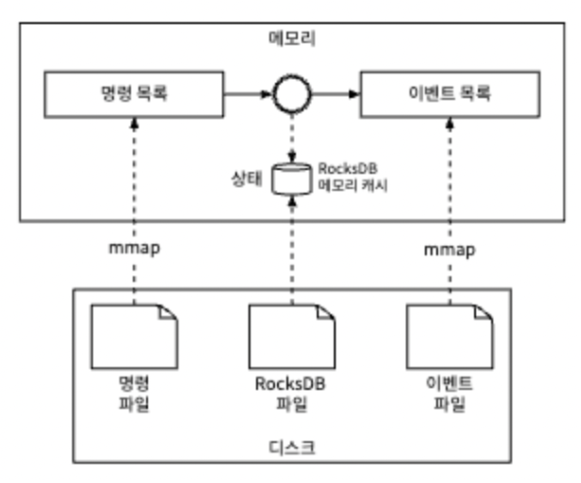 메모리
명령 목록
이벤트 목록
상태
RocksDB
메모리 캐시
mmap
mmap
명령
파일
RocksDB
파일
이벤트
파일
디스크